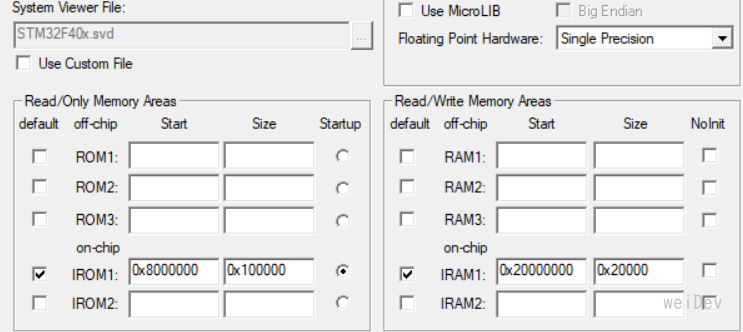 System Viewer File:
STM32F40x.svd
...
Use Custom File
Use MicroLIB
Big Endian
Floating Point Hardware:
Single Precision
Read/Only Memory Areas
default off-chip Start Size Startup
ROM1:
ROM2:
ROM3:
on-chip
IROM1: 0x8000000 0x100000
IROM2:
Read/Write Memory Areas
default off-chip Start Size NoInit
RAM1:
RAM2:
RAM3:
on-chip
IRAM1: 0x20000000 0x20000
IRAM2:
weiDev